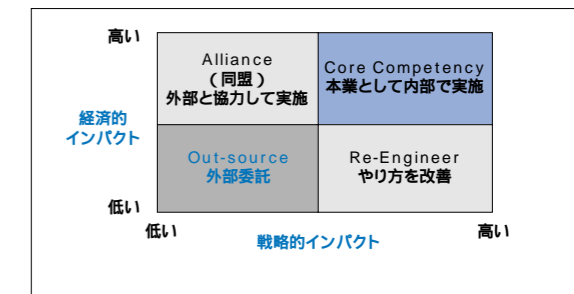 高い
Alliance
(同盟)
外部と協力して実施
Core Competency
本業として内部で実施
経済的
インパクト
Out-source
外部委託
Re-Engineer
やり方を改善
低い
低い
戦略的インパクト
高い